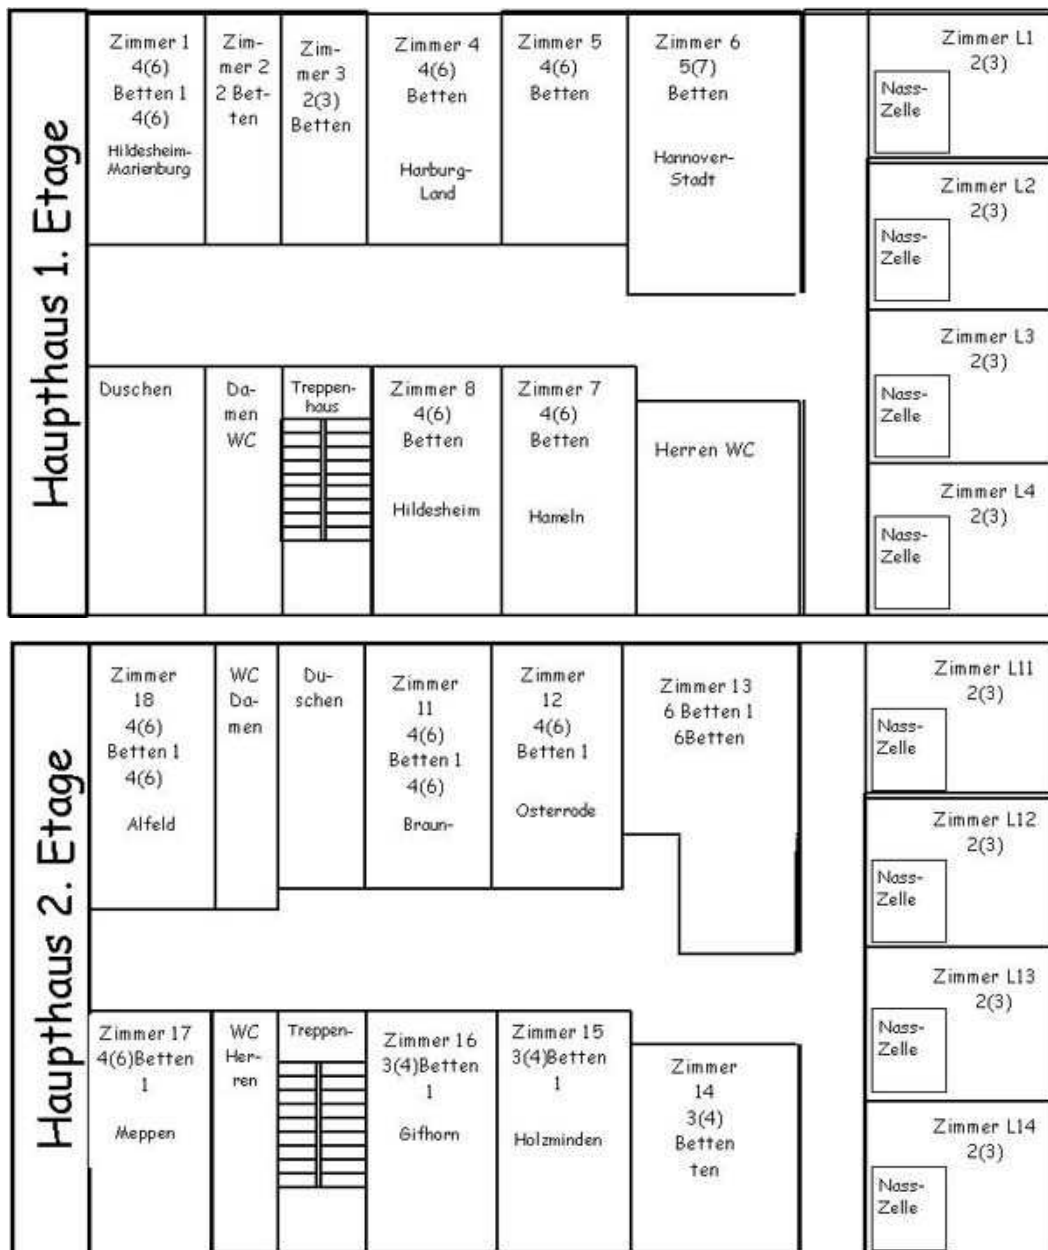 Haupthaus 1. Etage
Zimmer 1
4(6)
Betten 1
4(6)
Hildesheim-
Marienburg
Zim-
mer 2
2 Bet-
ten
Zim-
mer 3
2(3)
Betten
Zimmer 4
4(6)
Betten
Harburg-
Land
Zimmer 5
4(6)
Betten
Zimmer 6
5(7)
Betten
Hannover-
Stadt
Zimmer L1
2(3)
Nass-
Zelle
Zimmer L2
2(3)
Nass-
Zelle
Zimmer L3
2(3)
Nass-
Zelle
Zimmer L4
2(3)
Nass-
Zelle
Duschen
Da-
men
WC
Treppen-
haus
Zimmer 8
4(6)
Betten
Hildesheim
Zimmer 7
4(6)
Betten
Hameln
Herren WC
Haupthaus 2. Etage
Zimmer
18
4(6)
Betten 1
4(6)
Alfeld
WC
Da-
men
Du-
schen
Zimmer
11
4(6)
Betten 1
4(6)
Braun-
Zimmer
12
4(6)
Betten 1
Osterrode
Zimmer 13
6 Betten 1
6Betten
Zimmer L11
2(3)
Nass-
Zelle
Zimmer L12
2(3)
Nass-
Zelle
Zimmer L13
2(3)
Nass-
Zelle
Zimmer L14
2(3)
Nass-
Zelle
Zimmer 17
4(6)Betten
1
Meppen
WC
Her-
ren
Treppen-
Zimmer 16
3(4)Betten
1
Gifhorn
Zimmer 15
3(4)Betten
1
Holzminden
Zimmer
14
3(4)
Betten
ten